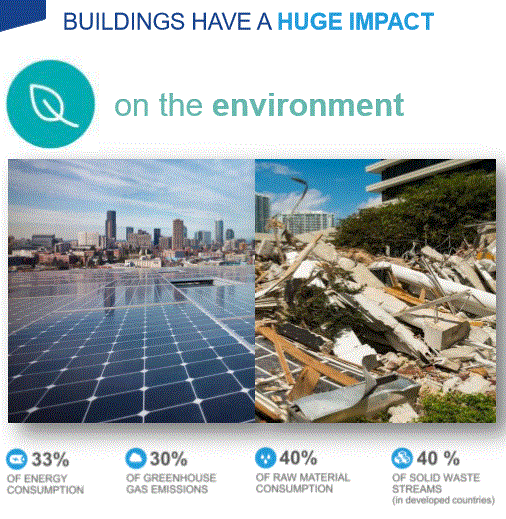 BUILDINGS HAVE A HUGE IMPACT
on the environment
33%
OF ENERGY
CONSUMPTION
30%
OF GREENHOUSE
GAS EMISSIONS
40%
OF RAW MATERIAL
CONSUMPTION
40 %
OF SOLID WASTE
STREAMS
(in developed countries)